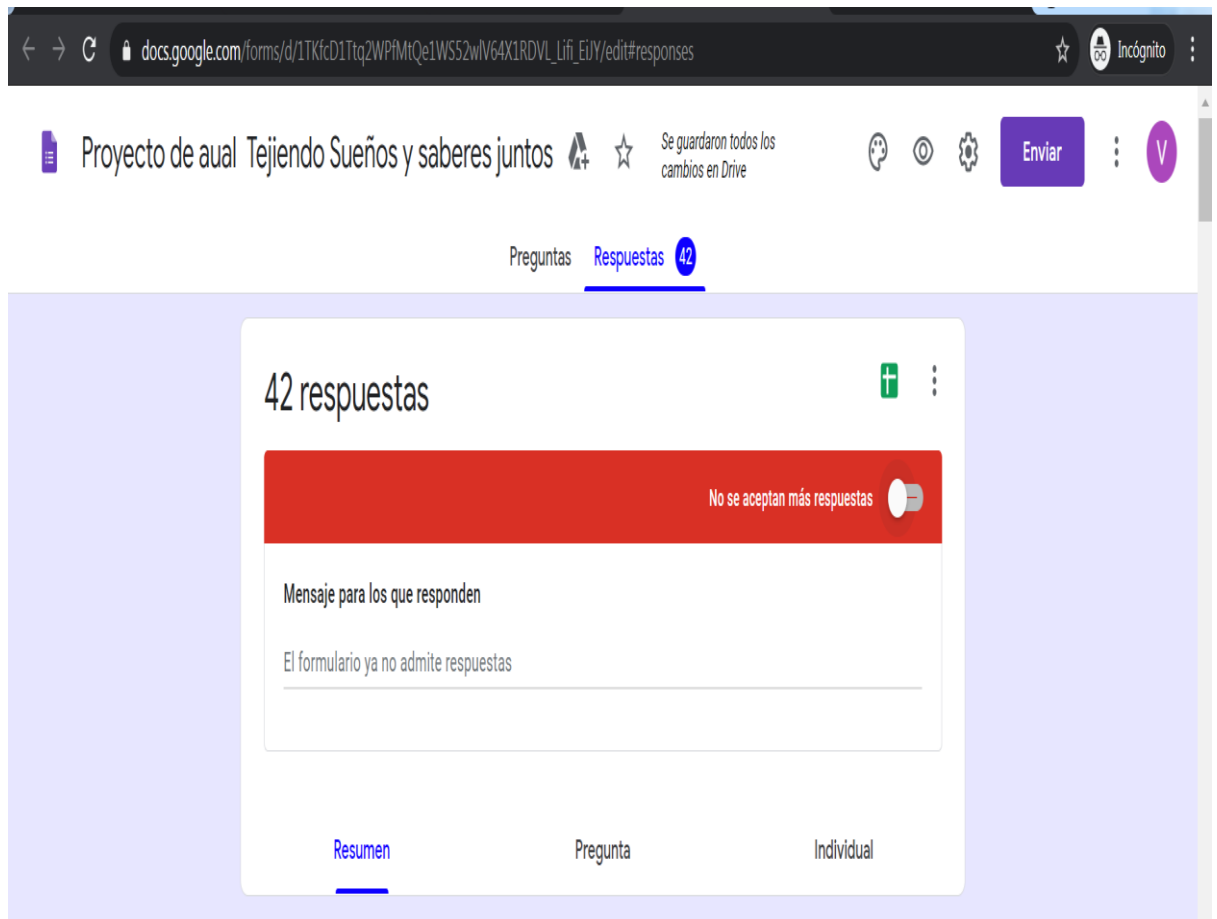 docs.google.com/forms/d/1TKfcD1Ttq2WPfMtQe1WS52wlV64X1RDVL_Lifi_EiJY/edit#responses
Incógnito
Proyecto de aual Tejiendo Sueños y saberes juntos
Se guardaron todos los
cambios en Drive
Enviar
V
Preguntas Respuestas 42
42 respuestas
No se aceptan más respuestas
Mensaje para los que responden
El formulario ya no admite respuestas
Resumen Pregunta Individual